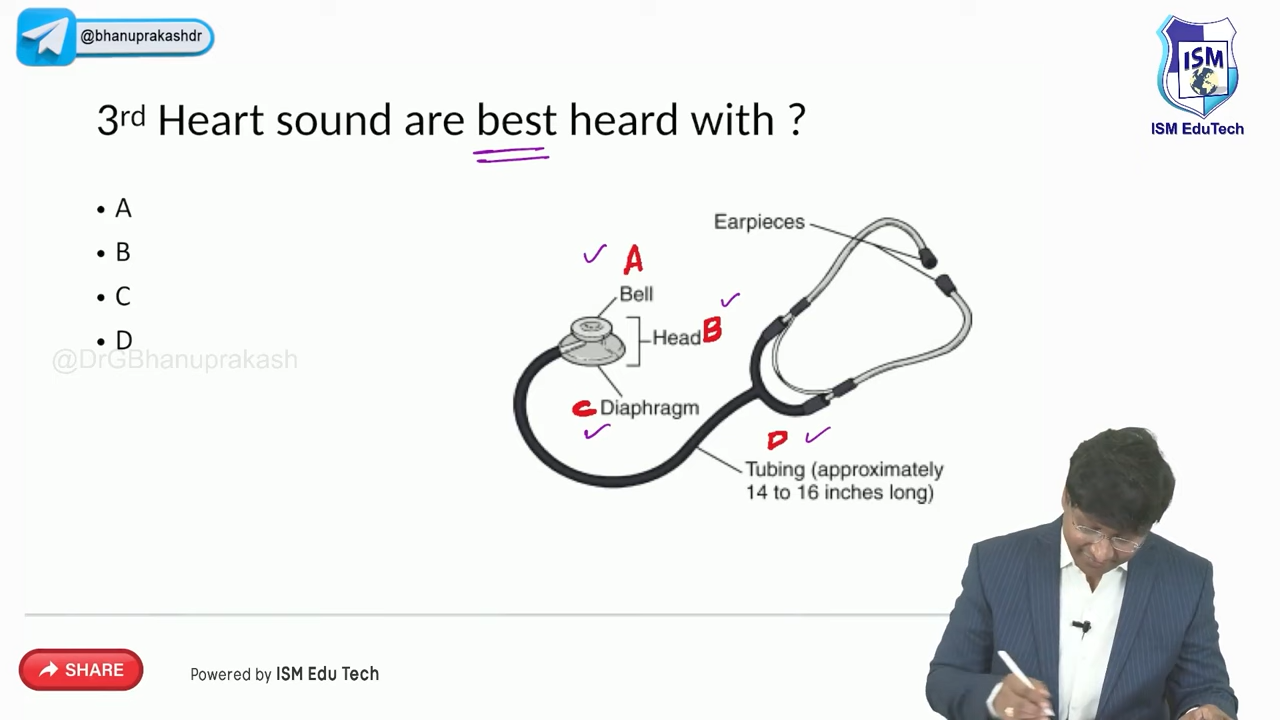 @bhanuprakashdr
ISM
ISM EduTech
3rd Heart sound are best heard with ?
• A
• B
• C
• D
@DrGBhanuprakash
Earpieces
A
Bell
Head B
C Diaphragm
D
Tubing (approximately
14 to 16 inches long)
SHARE
Powered by ISM Edu Tech